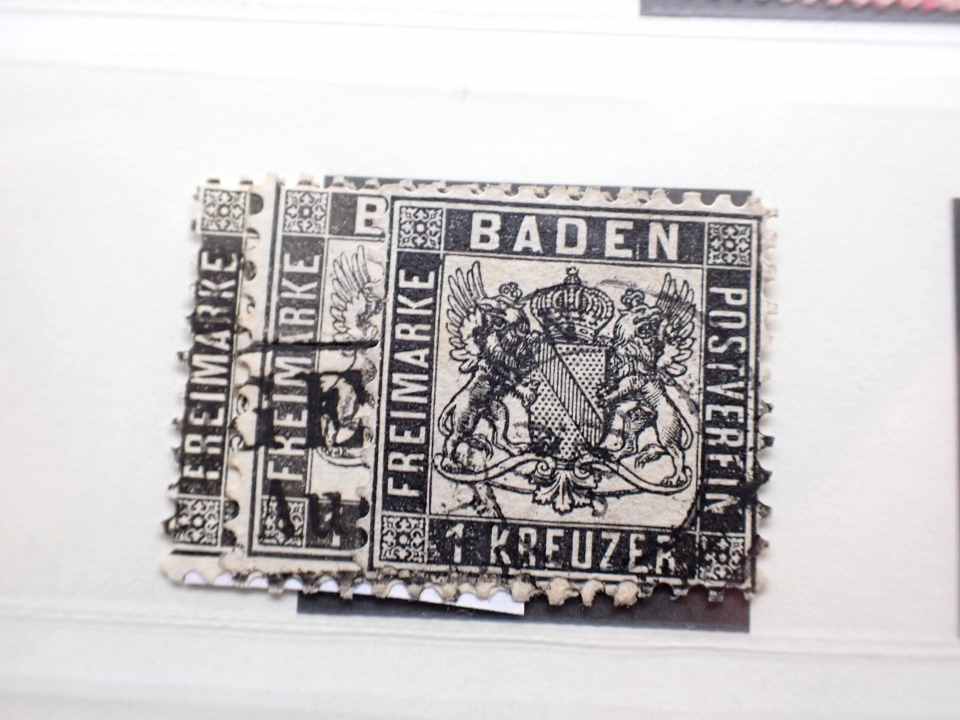 FREIMARKE
FREIMARKE
B
FREIMARKE
BADEN
POSTVEREIN
1 KREUZER